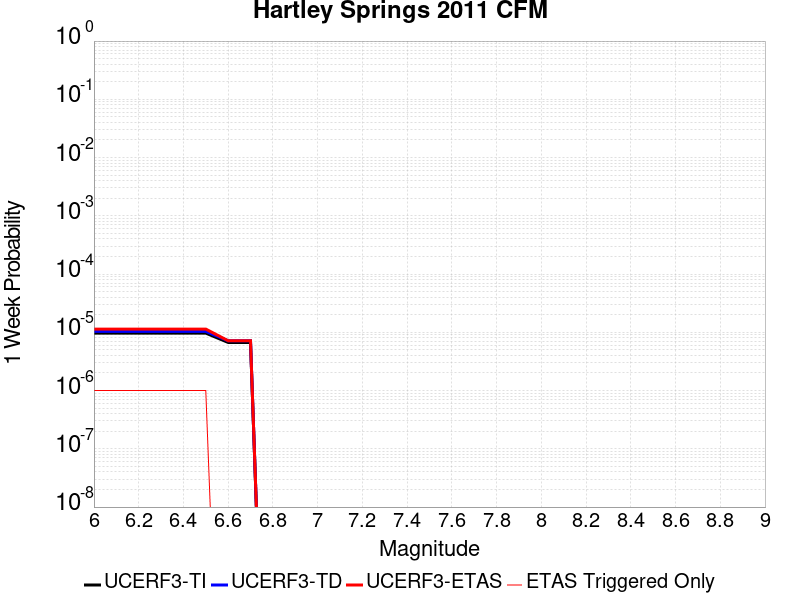 Hartley Springs 2011 CFM
10^0
10^-1
10^-2
10^-3
10^-4
10^-5
10^-6
10^-7
10^-8
1 Week Probability
6 6.2 6.4 6.6 6.8 7 7.2 7.4 7.6 7.8 8 8.2 8.4 8.6 8.8 9
Magnitude
UCERF3-TI UCERF3-TD UCERF3-ETAS ETAS Triggered Only